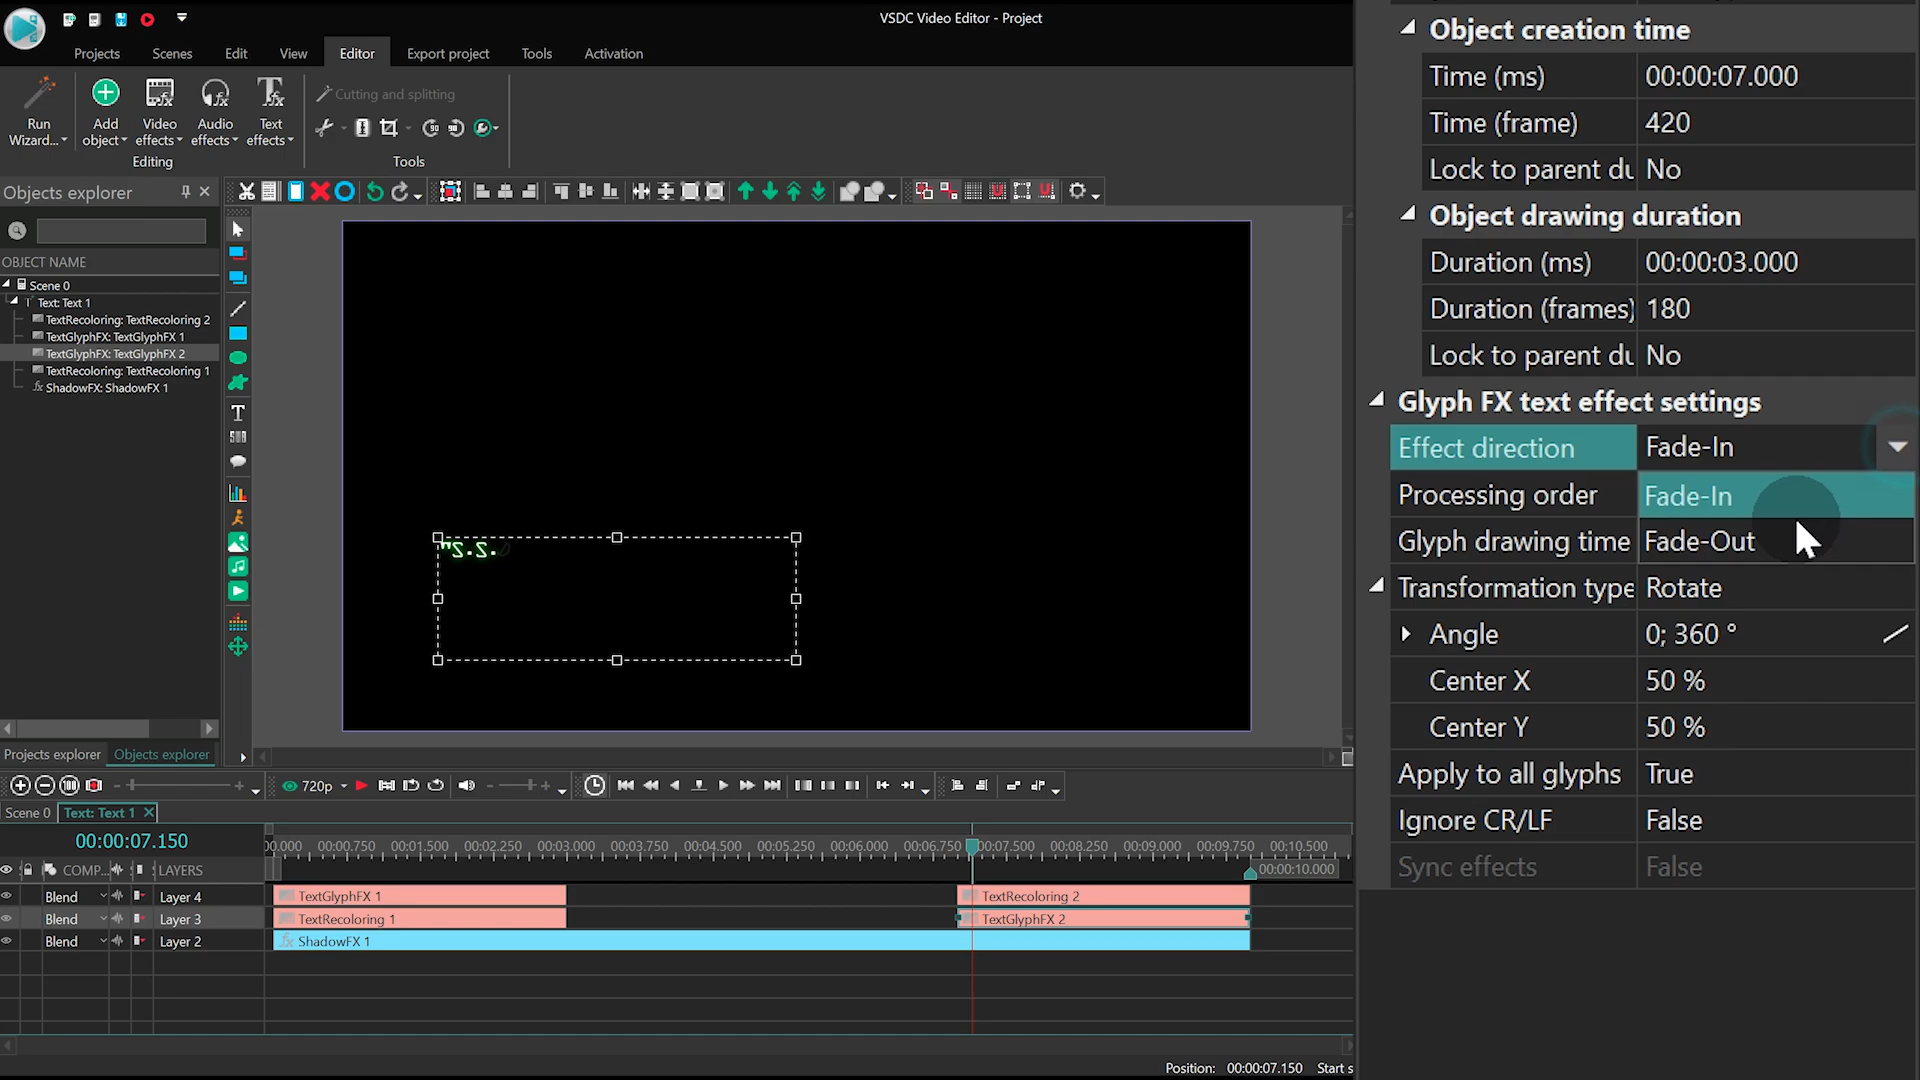 VSDC Video Editor - Project
Projects
Scenes
Edit
View
Editor
Export project
Tools
Activation
Run Wizard...
Add object
Video effects
Audio effects
Text effects
Cutting and splitting
Editing
Tools
Objects explorer
OBJECT NAME
Scene 0
Text: Text 1
TextRecoloring: TextRecoloring 2
TextGlyphFX: TextGlyphFX 1
TextGlyphFX: TextGlyphFX 2
TextRecoloring: TextRecoloring 1
ShadowFX: ShadowFX 1
Projects explorer
Objects explorer
720p
Scene 0
Text: Text 1
00:00:07.150
00.000 00:00.750 00:01.500 00:02.250 00:03.000 00:03.750 00:04.500 00:05.250 00:06.000 00:06.750 00:07.500 00:08.250 00:09.000 00:09.750 00:10.500
00:00:10.000
COMP...
LAYERS
Blend Layer 4 TextGlyphFX 1 TextRecoloring 2
Blend Layer 3 TextRecoloring 1 TextGlyphFX 2
Blend Layer 2 ShadowFX 1
Position: 00:00:07.150 Start s
Object creation time
Time (ms) 00:00:07.000
Time (frame) 420
Lock to parent du No
Object drawing duration
Duration (ms) 00:00:03.000
Duration (frames) 180
Lock to parent du No
Glyph FX text effect settings
Effect direction Fade-In
Processing order Fade-In
Glyph drawing time Fade-Out
Transformation type Rotate
Angle 0; 360 °
Center X 50 %
Center Y 50 %
Apply to all glyphs True
Ignore CR/LF False
Sync effects False